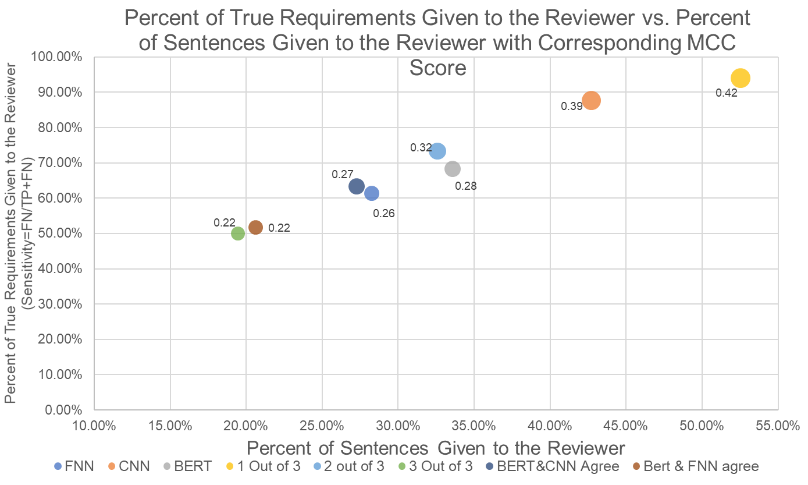 Percent of True Requirements Given to the Reviewer vs. Percent
of Sentences Given to the Reviewer with Corresponding MCC
Score
Percent of True Requirements Given to the Reviewer
(Sensitivity=FN/TP+FN)
100.00%
90.00%
80.00%
70.00%
60.00%
50.00%
40.00%
30.00%
20.00%
10.00%
0.00%
0.42
0.39
0.32
0.28
0.27
0.26
0.22
0.22
10.00% 15.00% 20.00% 25.00% 30.00% 35.00% 40.00% 45.00% 50.00% 55.00%
Percent of Sentences Given to the Reviewer
FNN CNN BERT 1 Out of 3 2 out of 3 3 Out of 3 BERT&CNN Agree Bert & FNN agree